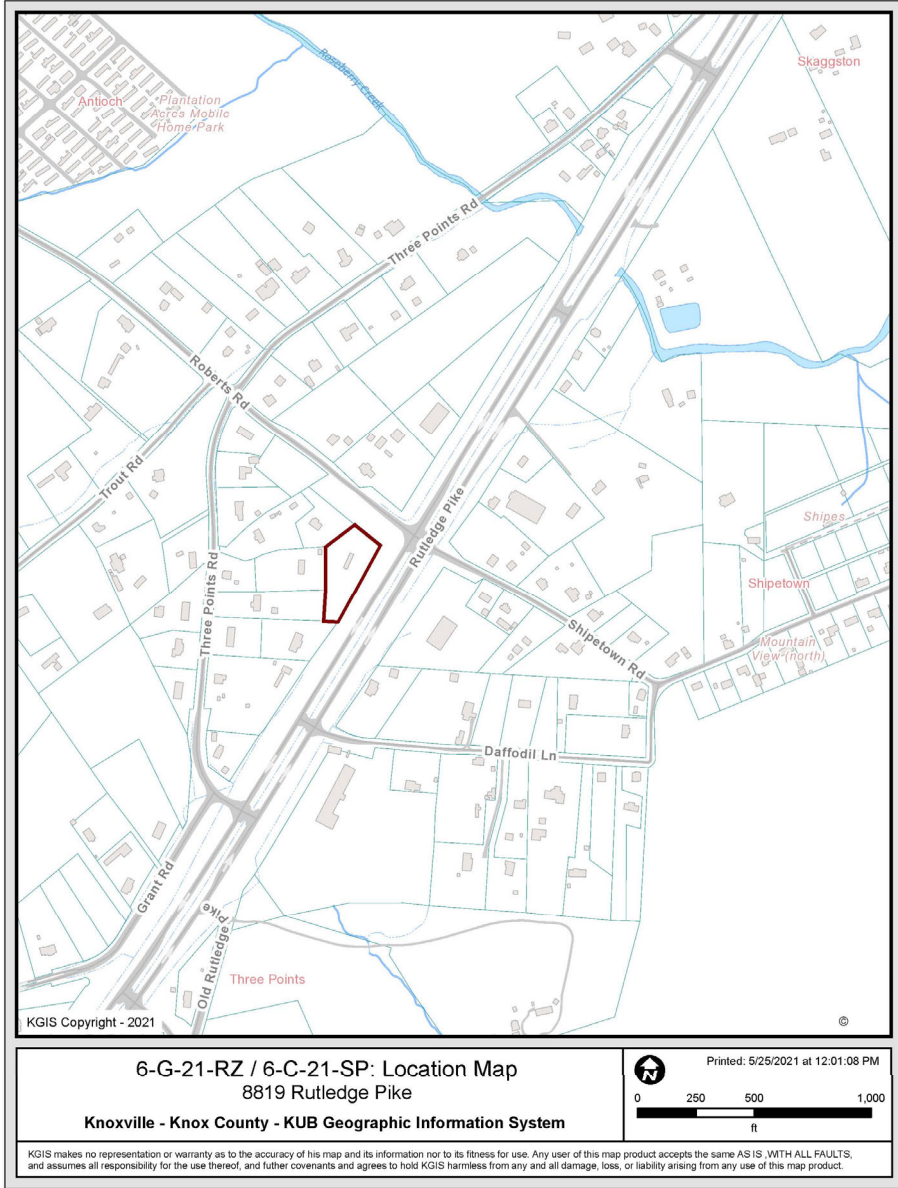 Roseberry Creek
Skaggston
Antioch
Plantation
Acres Mobile
Home Park
Three Points Rd
Roberts Rd
Trout Rd
Rutledge Pike
Shipes
Three Points Rd
Shipetown
Shipetown Rd
Mountain
View (north)
Daffodil Ln
Grant Rd
Old Rutledge Pike
Three Points
KGIS Copyright - 2021
©
6-G-21-RZ / 6-C-21-SP: Location Map
8819 Rutledge Pike
Knoxville - Knox County - KUB Geographic Information System
N
Printed: 5/25/2021 at 12:01:08 PM
0 250 500 1,000
ft
KGIS makes no representation or warranty as to the accuracy of his map and its information nor to its fitness for use. Any user of this map product accepts the same AS IS ,WITH ALL FAULTS,
and assumes all responsibility for the use thereof, and futher covenants and agrees to hold KGIS harmless from any and all damage, loss, or liability arising from any use of this map product.